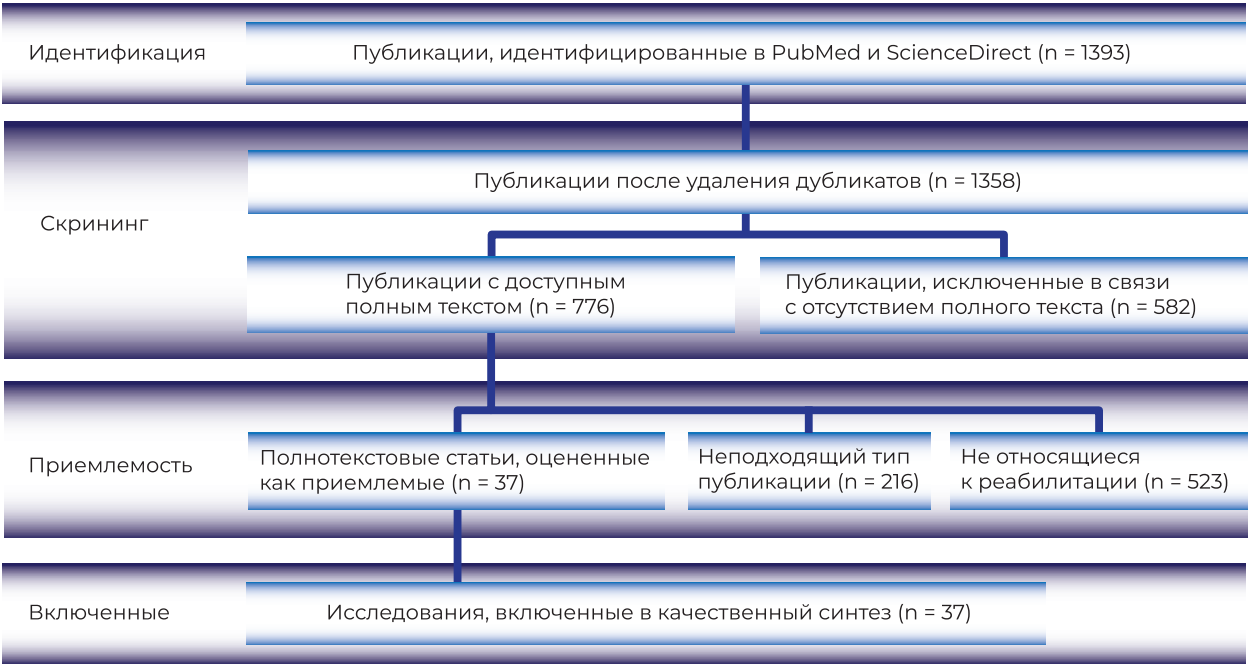 Идентификация
Публикации, идентифицированные в PubMed и ScienceDirect (n = 1393)
Скрининг
Публикации после удаления дубликатов (n = 1358)
Публикации с доступным
полным текстом (n = 776)
Публикации, исключенные в связи
с отсутствием полного текста (n = 582)
Приемлемость
Полнотекстовые статьи, оцененные
как приемлемые (n = 37)
Неподходящий тип
публикации (n = 216)
Не относящиеся
к реабилитации (n = 523)
Включенные
Исследования, включенные в качественный синтез (n = 37)